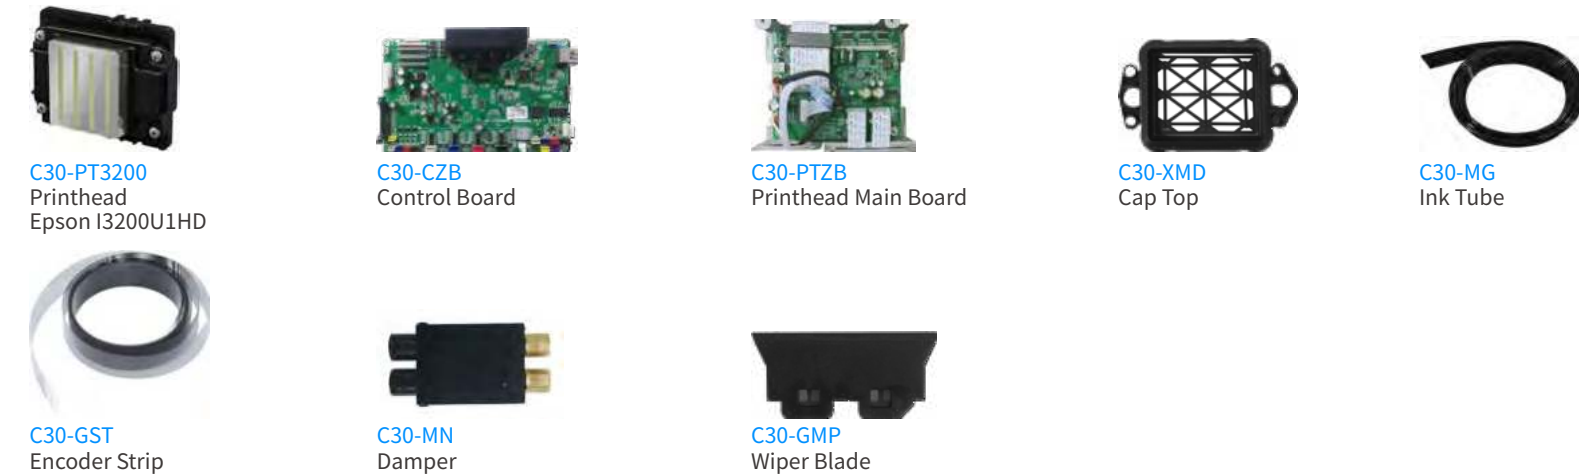 C30-PT3200
Printhead
Epson I3200U1HD
C30-CZB
Control Board
C30-PTZB
Printhead Main Board
C30-XMD
Cap Top
C30-MG
Ink Tube
C30-GST
Encoder Strip
C30-MN
Damper
C30-GMP
Wiper Blade